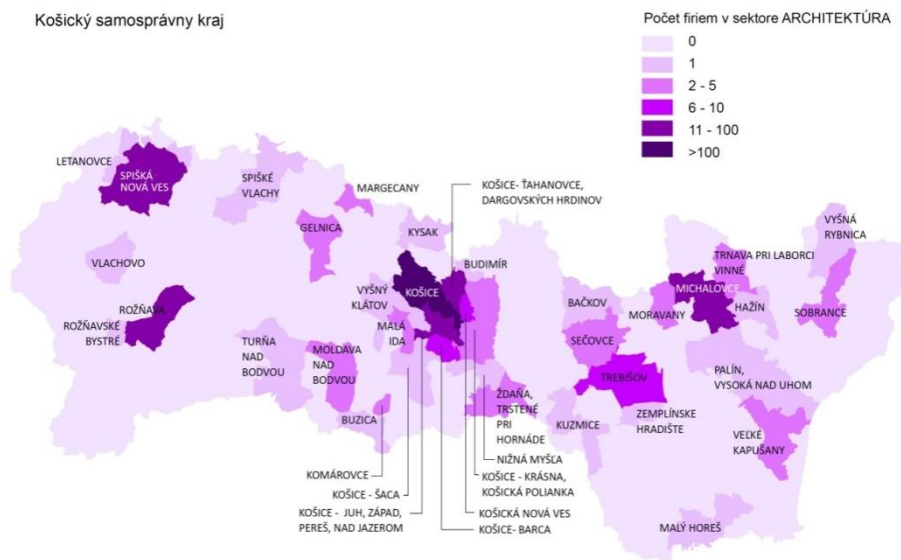 Košický samosprávny kraj
Počet firiem v sektore ARCHITEKTÚRA
0
1
2 - 5
6 - 10
11 - 100
>100
LETANOVCE
SPIŠKÁ
NOVÁ VES
SPIŠKÉ
VLACHY
MARGECANY
KOŠICE- ŤAHANOVCE,
DARGOVSKÝCH HRDINOV
GELNICA
KYSAK
VYŠNÁ
RYBNICA
VLACHOVO
BUDIMÍR
TRNAVA PRI LABORCI
VINNÉ
VYŠNÝ
KLÁTOV
KOŠICE
MICHALOVCE
BAČKOV
HAŽÍN
ROŽŇAVA
ROŽŇAVSKÉ
BYSTRÉ
MORAVANY
SOBRANCE
MALÁ
IDA
TURŇA
NAD
BODVOU
MOLDAVA
NAD
BODVOU
SEČOVCE
TREBIŠOV
PALÍN,
VYSOKÁ NAD UHOM
ŽDAŇA,
TRSTENÉ
PRI
HORNÁDE
BUZICA
KUZMICE
ZEMPLÍNSKE
HRADIŠTE
VEĽKÉ
KAPUŠANY
NIŽNÁ MYŠĽA
KOMÁROVCE
KOŠICE - KRÁSNA,
KOŠICKÁ POLIANKA
KOŠICE - ŠACA
KOŠICE - JUH, ZÁPAD,
PEREŠ, NAD JAZEROM
KOŠICKÁ NOVÁ VES
KOŠICE- BARCA
MALÝ HOREŠ